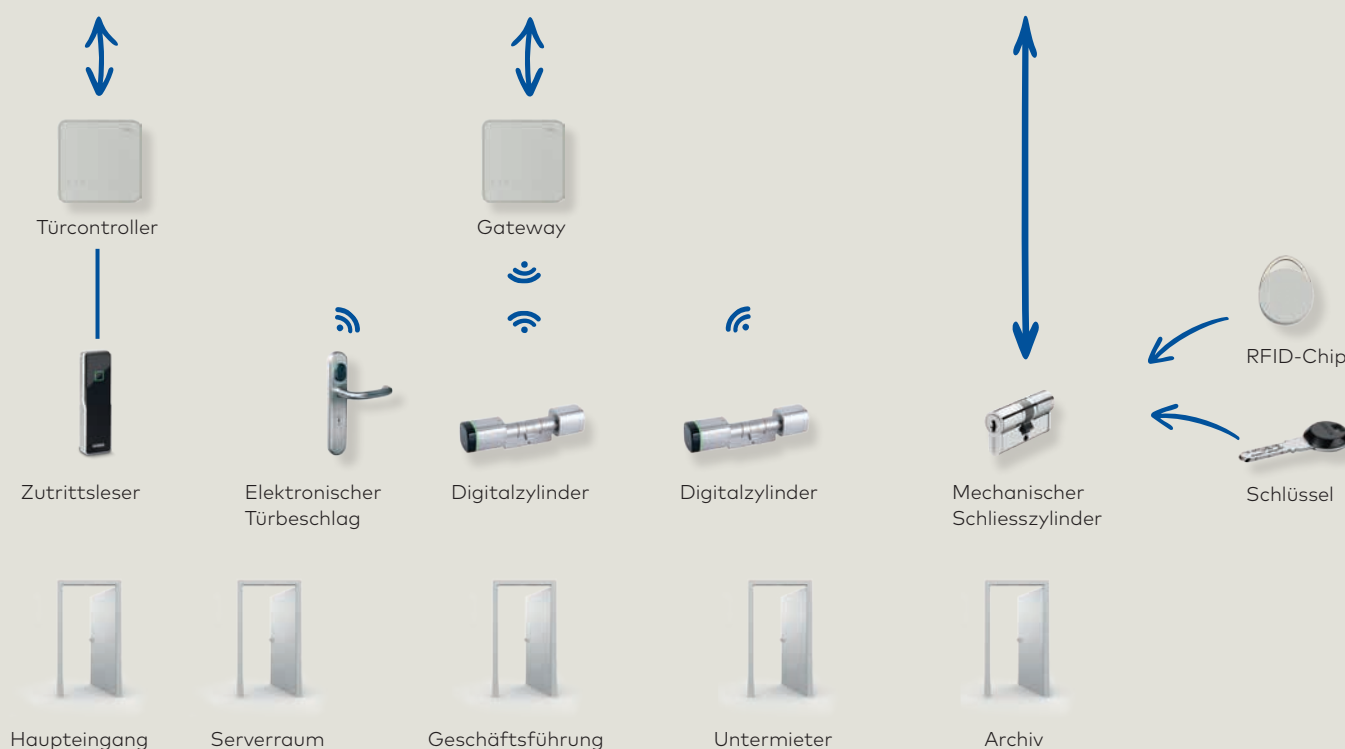 Türcontroller
Gateway
RFID-Chip
Zutrittsleser
Elektronischer
Türbeschlag
Digitalzylinder
Digitalzylinder
Mechanischer
Schliesszylinder
Schlüssel
Haupteingang
Serverraum
Geschäftsführung
Untermieter
Archiv